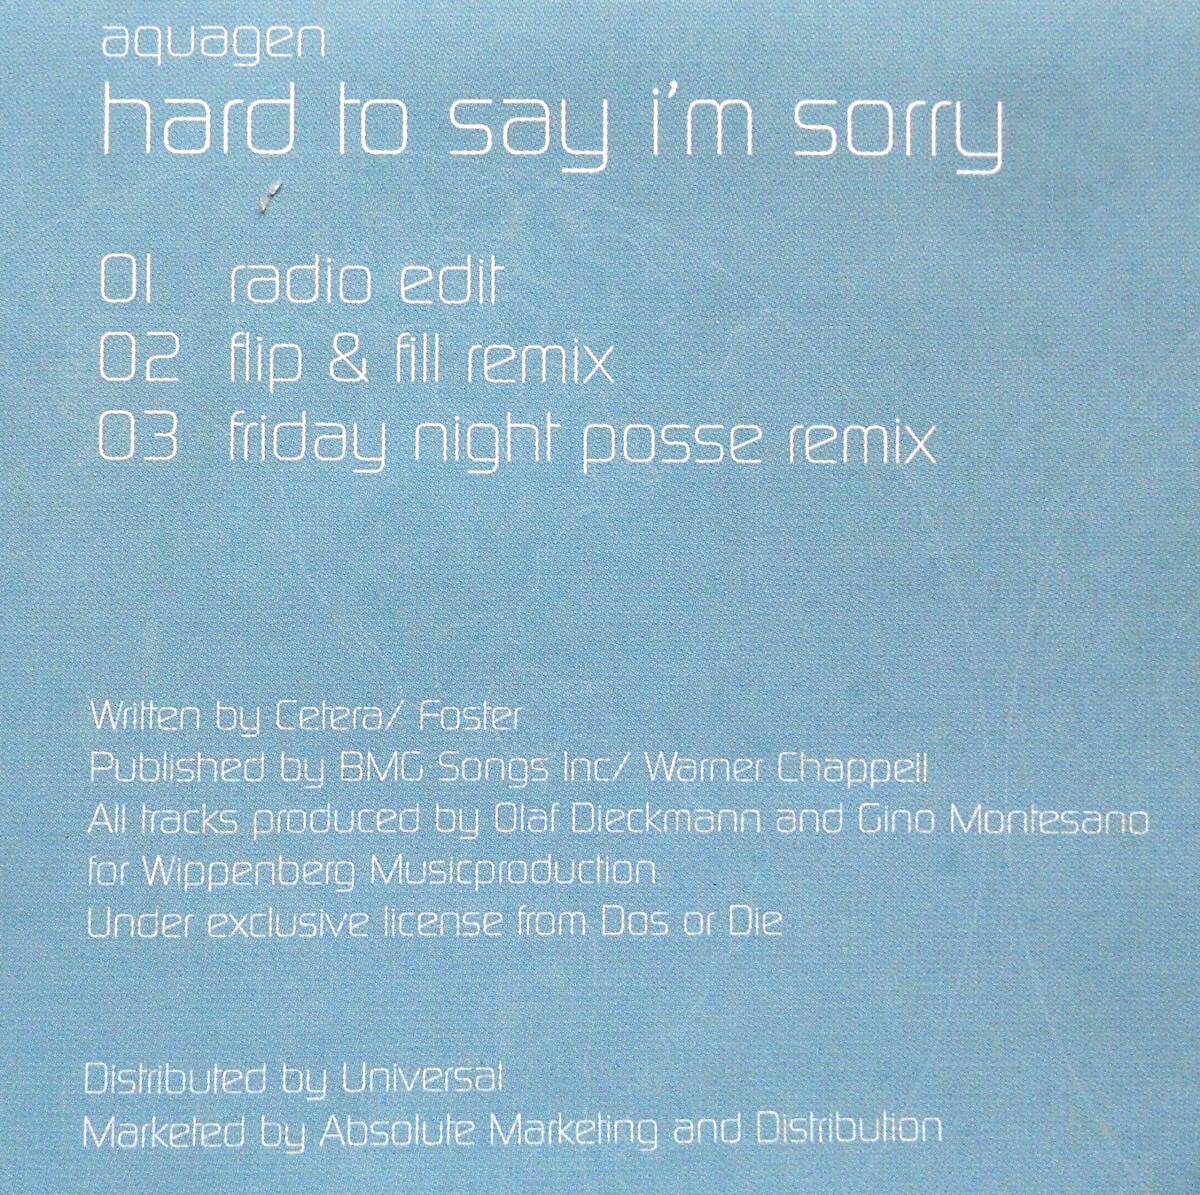 aquagen
hard to say i'm sorry
01 radio edit
02 flip & fill remix
03 friday night posse remix
Written by Cetera/ Foster
Published by BMG Songs Inc/ Warner Chappell
All tracks produced by Olaf Dieckmann and Gino Montesano
for Wippenberg Musicproduction
Under exclusive license from Dos or Die
Distributed by Universal
Marketed by Absolute Marketing and Distribution